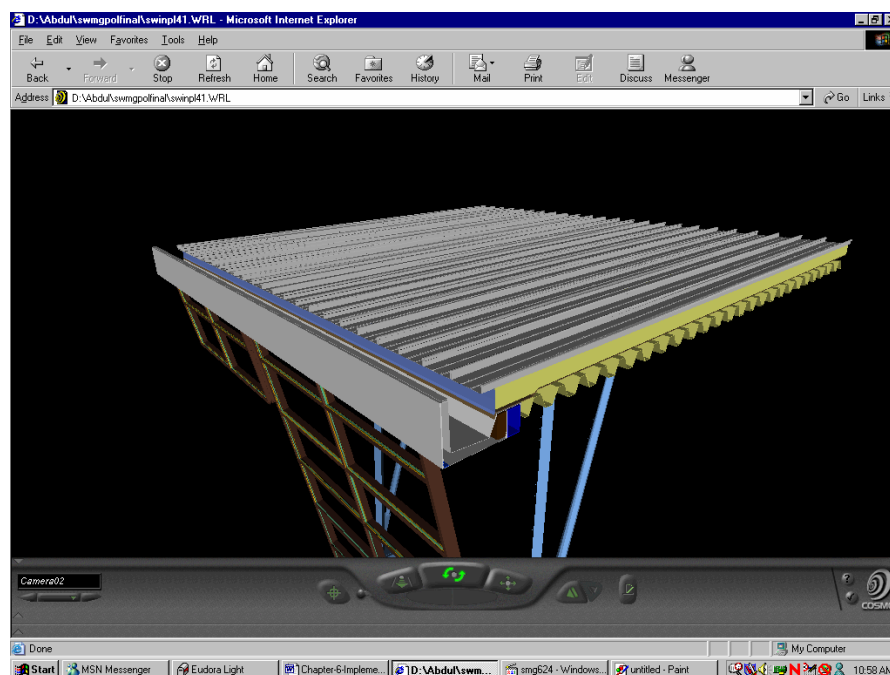 D:\Abdul\swmgpolfinal\swinpl41.WRL - Microsoft Internet Explorer
File Edit View Favorites Tools Help
Back Forward Stop Refresh Home Search Favorites History Mail Print Edit Discuss Messenger
Address D:\Abdul\swmgpolfinal\swinpl41.WRL Go Links
Camera02
COSMO
Done My Computer
Start MSN Messenger Eudora Light Chapter-6-Impleme... D:\Abdul\swm... smg624 - Windows... untitled - Paint 10:58 AM